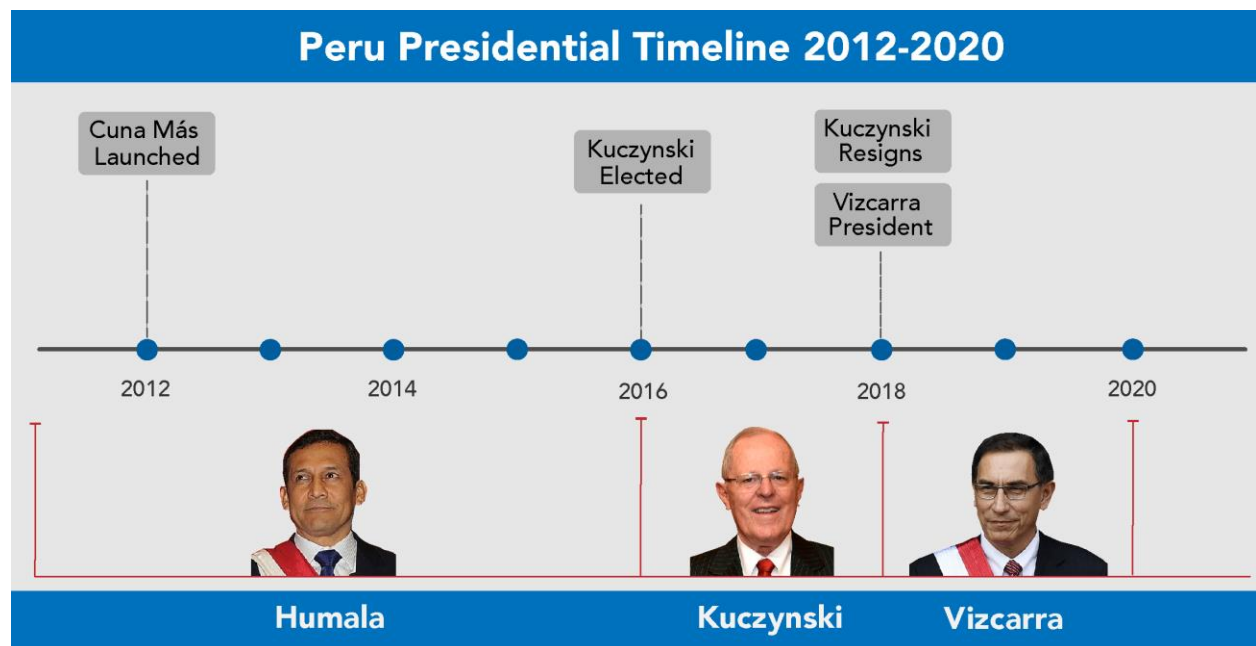 Peru Presidential Timeline 2012-2020
Cuna Más
Launched
Kuczynski
Elected
Kuczynski
Resigns
Vizcarra
President
2012
2014
2016
2018
2020
Humala
Kuczynski
Vizcarra